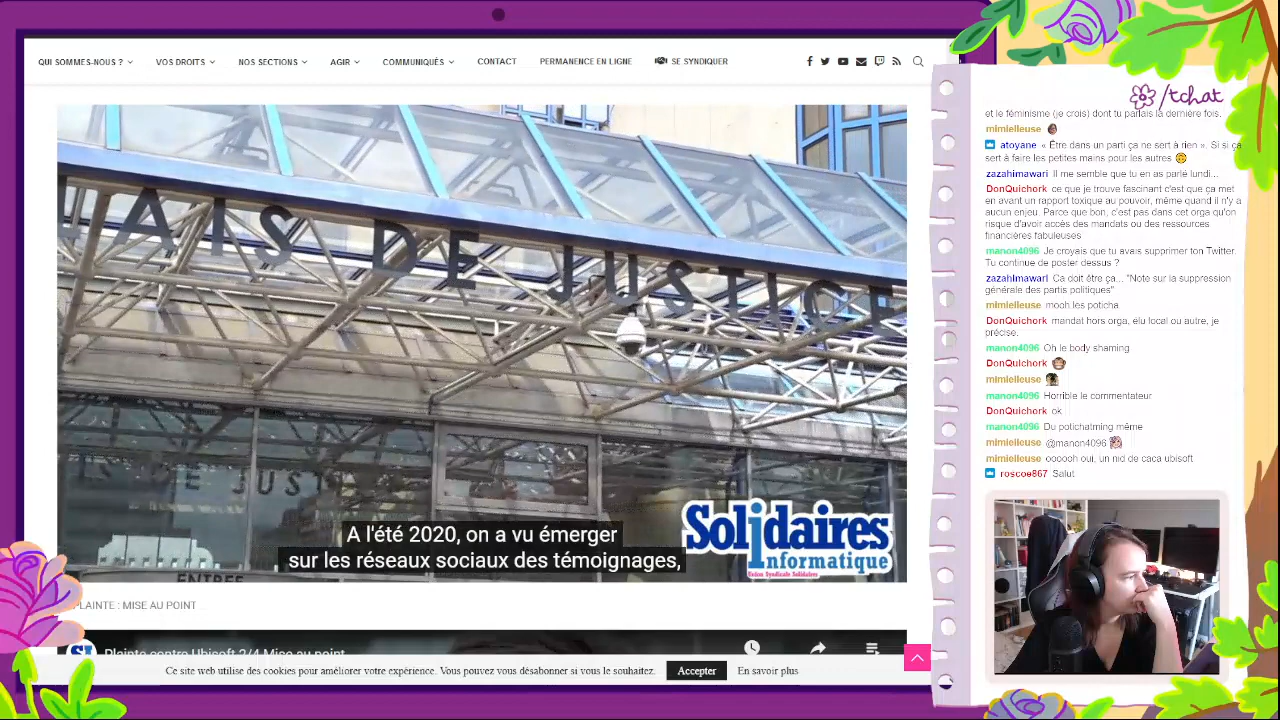 QUI SOMMES-NOUS ?
VOS DROITS
NOS SECTIONS
AGIR
COMMUNIQUÉS
CONTACT
PERMANENCE EN LIGNE
SE SYNDIQUER
/tchat
et le féminisme (je crois) dont tu parlais la dernière fois.
mimielleuse
atoyane « Être dans un parti ça ne sert à rien ». Si si ça
sert à faire les petites mains pour les autres
zazahimawari Il me semble que tu en as parlé lundi...
DonQuichork ce que je trouve fascinant c'est que ça met
en avant un rapport toxique au pouvoir, même quand il n'y a
aucun enjeu. Parce que bon, c'est pas dans cet orga qu'on
risque d'avoir accès des mandats ou des ressources
financières fabuleuses
manon4096 Je croyais que tu avais supprimer ton Twitter.
Tu continue de poster dessus ?
zazahimawari Ca doit être ça... "Note sur la suppression
générale des partis politiques"
mimielleuse mooh les poticha
DonQuichork mandat hors orga, élu local ou autre, je
précise.
manon4096 Oh le body shaming
DonQuichork
mimielleuse
manon4096 Horrible le commentateur
DonQuichork ok
manon4096 Du potichatming même
mimielleuse @manon4096
mimielleuse oooooh oui, un nid de caca ubisoft
roscoe867 Salut
LAIS DE JUSTICE
JUST
ENTREE
A l'été 2020, on a vu émerger
sur les réseaux sociaux des témoignages,
Solidaires
Informatique
Union Syndicale Solidaires
PLAINTE : MISE AU POINT
Plainte contre Ubisoft 2/4 Mise au point
Ce site web utilise des cookies pour améliorer votre expérience. Vous pouvez vous désabonner si vous le souhaitez.
Accepter
En savoir plus